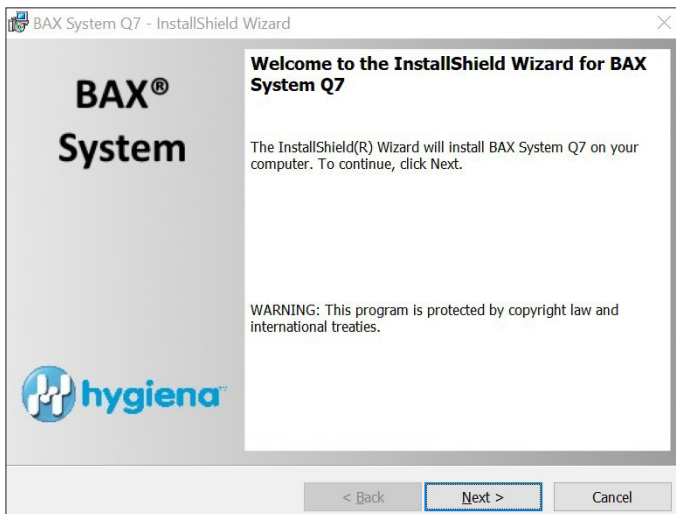 BAX System Q7 - InstallShield Wizard
BAX®
System
Welcome to the InstallShield Wizard for BAX
System Q7
The InstallShield(R) Wizard will install BAX System Q7 on your
computer. To continue, click Next.
WARNING: This program is protected by copyright law and
international treaties.
hygiena™
< Back
Next >
Cancel